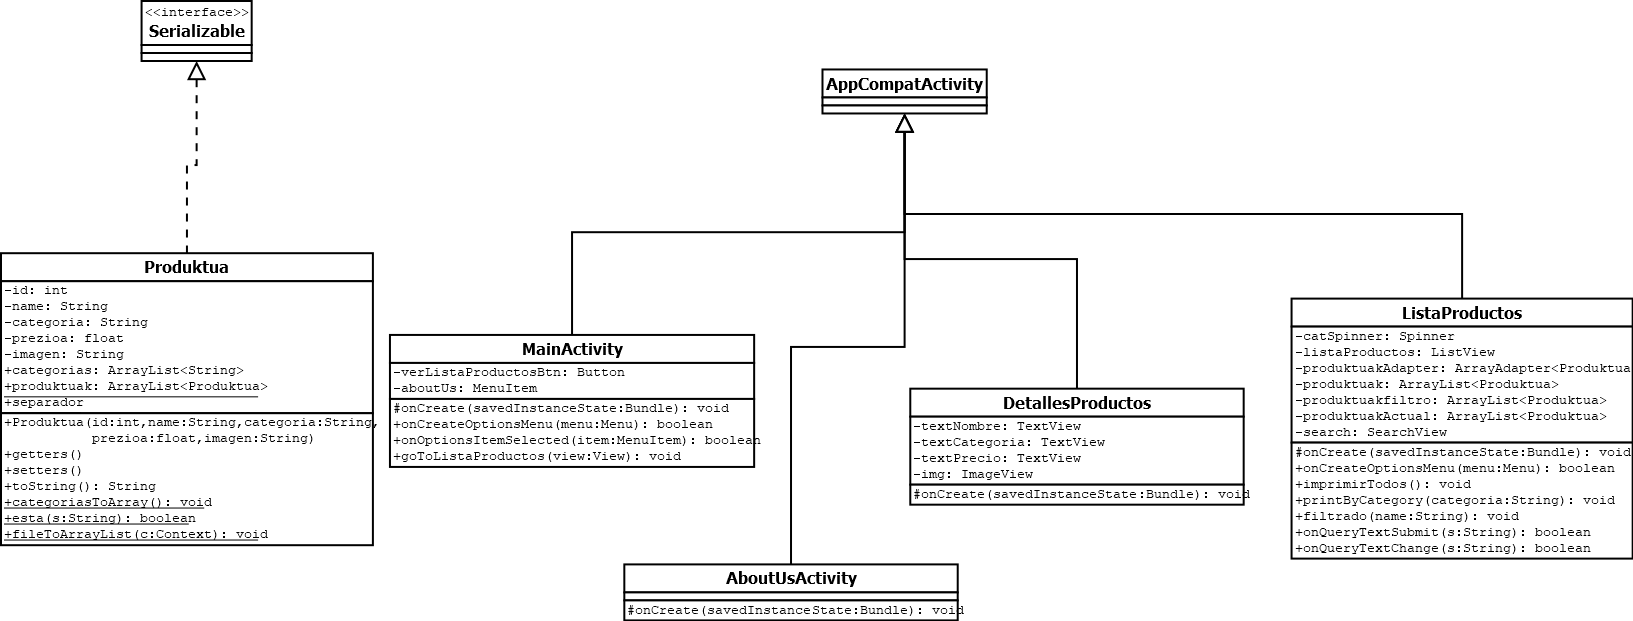 <<interface>>
Serializable
AppCompatActivity
Produktua
-id: int
-name: String
-categoria: String
-prezioa: float
-imagen: String
+categorias: ArrayList<String>
+produktuak: ArrayList<Produktua>
+separador
+Produktua(id:int,name:String,categoria:String,
prezioa:float,imagen:String)
+getters()
+setters()
+toString(): String
+categoriasToArray(): void
+esta(s:String): boolean
+fileToArrayList(c:Context): void
MainActivity
-verListaProductosBtn: Button
-aboutUs: MenuItem
#onCreate(savedInstanceState:Bundle): void
+onCreateOptionsMenu(menu:Menu): boolean
+onOptionsItemSelected(item:MenuItem): boolean
+goToListaProductos(view:View): void
AboutUsActivity
#onCreate(savedInstanceState:Bundle): void
DetallesProductos
-textNombre: TextView
-textCategoria: TextView
-textPrecio: TextView
-img: ImageView
#onCreate(savedInstanceState:Bundle): void
ListaProductos
-catSpinner: Spinner
-listaProductos: ListView
-produktuakAdapter: ArrayAdapter<Produktua
-produktuak: ArrayList<Produktua>
-produktuakfiltro: ArrayList<Produktua>
-produktuakActual: ArrayList<Produktua>
-search: SearchView
#onCreate(savedInstanceState:Bundle): void
+onCreateOptionsMenu(menu:Menu): boolean
+imprimirTodos(): void
+printByCategory(categoria:String): void
+filtrado(name:String): void
+onQueryTextSubmit(s:String): boolean
+onQueryTextChange(s:String): boolean